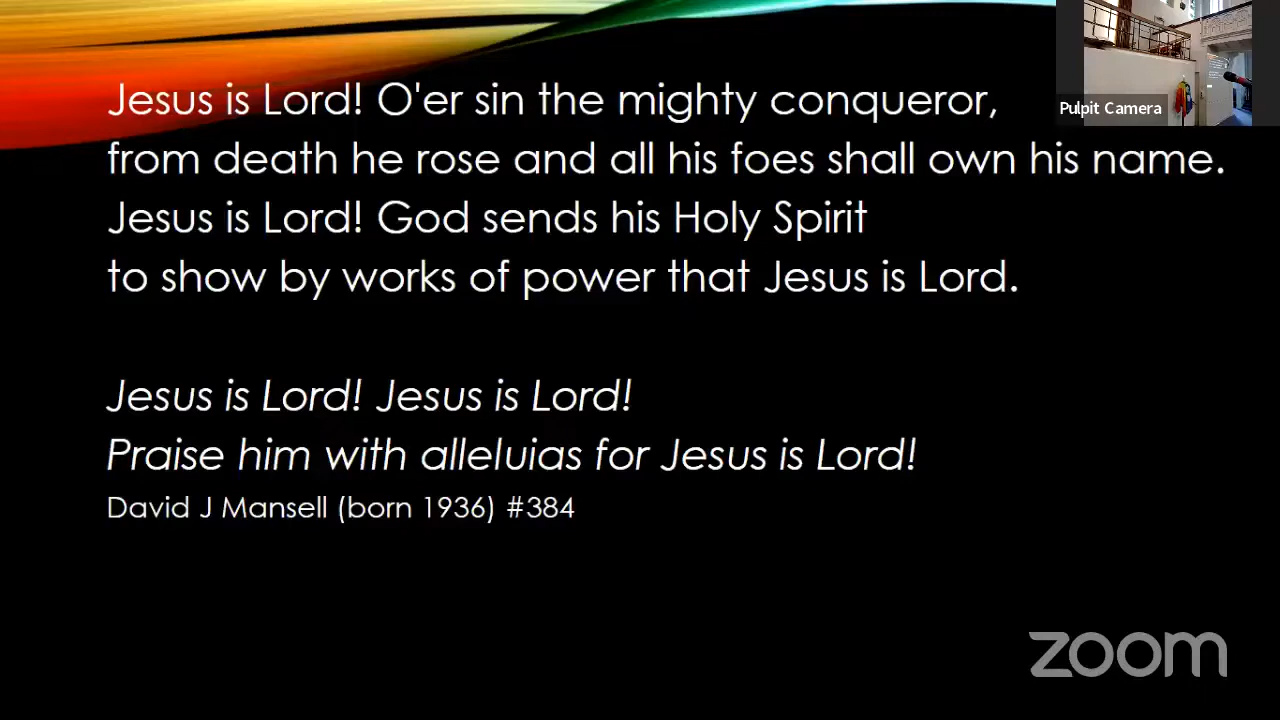 Jesus is Lord! O'er sin the mighty conqueror,
from death he rose and all his foes shall own his name.
Jesus is Lord! God sends his Holy Spirit
to show by works of power that Jesus is Lord.
Jesus is Lord! Jesus is Lord!
Praise him with alleluias for Jesus is Lord!
David J Mansell (born 1936) #384
Pulpit Camera
zoom